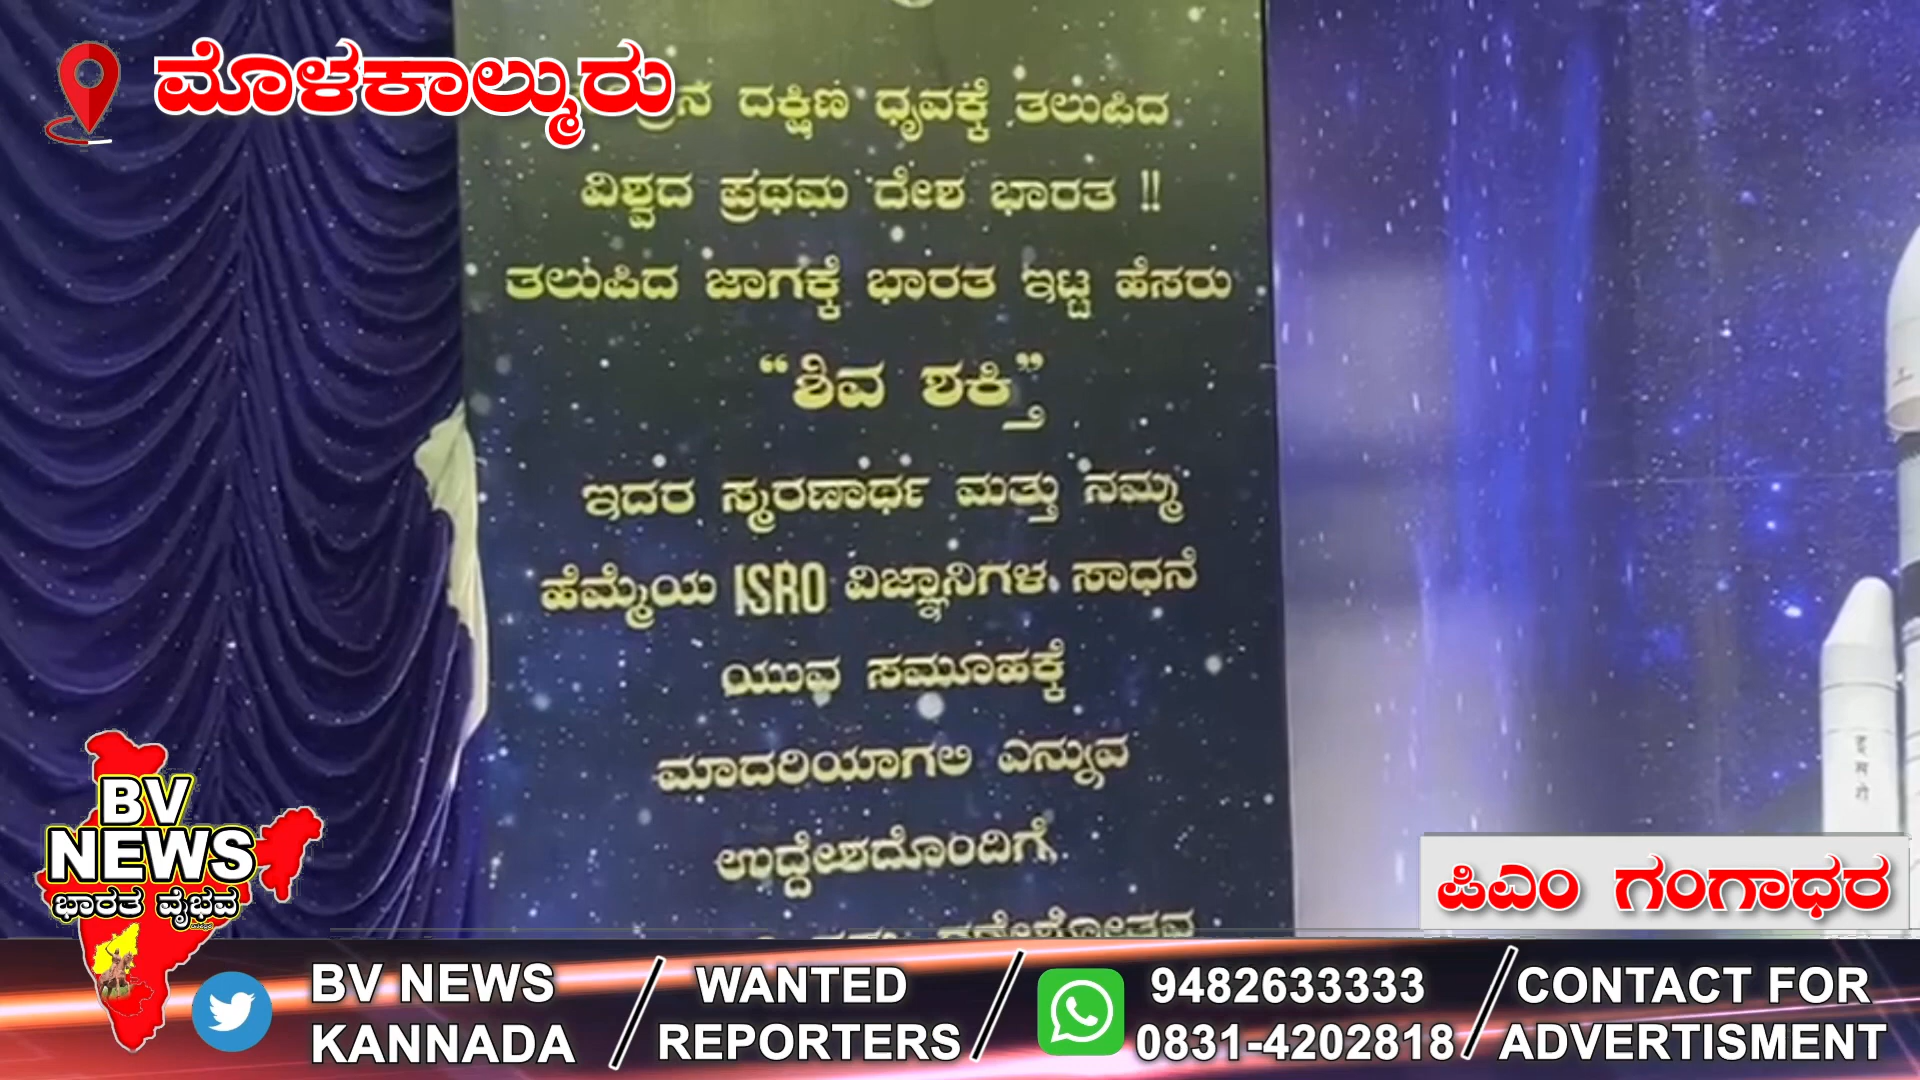 ಮೊಳಕಾಲ್ಮುರು
ದಕ್ಷಿಣ ಧೃವಕ್ಕೆ ತಲುಪಿದ
ವಿಶ್ವದ ಪ್ರಥಮ ದೇಶ ಭಾರತ !!
ತಲುಪಿದ ಜಾಗಕ್ಕೆ ಭಾರತ ಇಟ್ಟ ಹೆಸರು
“ಶಿವ ಶಕ್ತಿ”
ಇದರ ಸ್ಮರಣಾರ್ಥ ಮತ್ತು ನಮ್ಮ
ಹೆಮ್ಮೆಯ ISRO ವಿಜ್ಞಾನಿಗಳ ಸಾಧನೆ
ಯುವ ಸಮೂಹಕ್ಕೆ
ಮಾದರಿಯಾಗಲಿ ಎನ್ನುವ
ಉದ್ದೇಶದೊಂದಿಗೆ
इसरो
BV
NEWS
ಭಾರತ ವೈಭವ
ಪಿಎಂ ಗಂಗಾಧರ
BV NEWS
KANNADA
WANTED
REPORTERS
9482633333
0831-4202818
CONTACT FOR
ADVERTISMENT